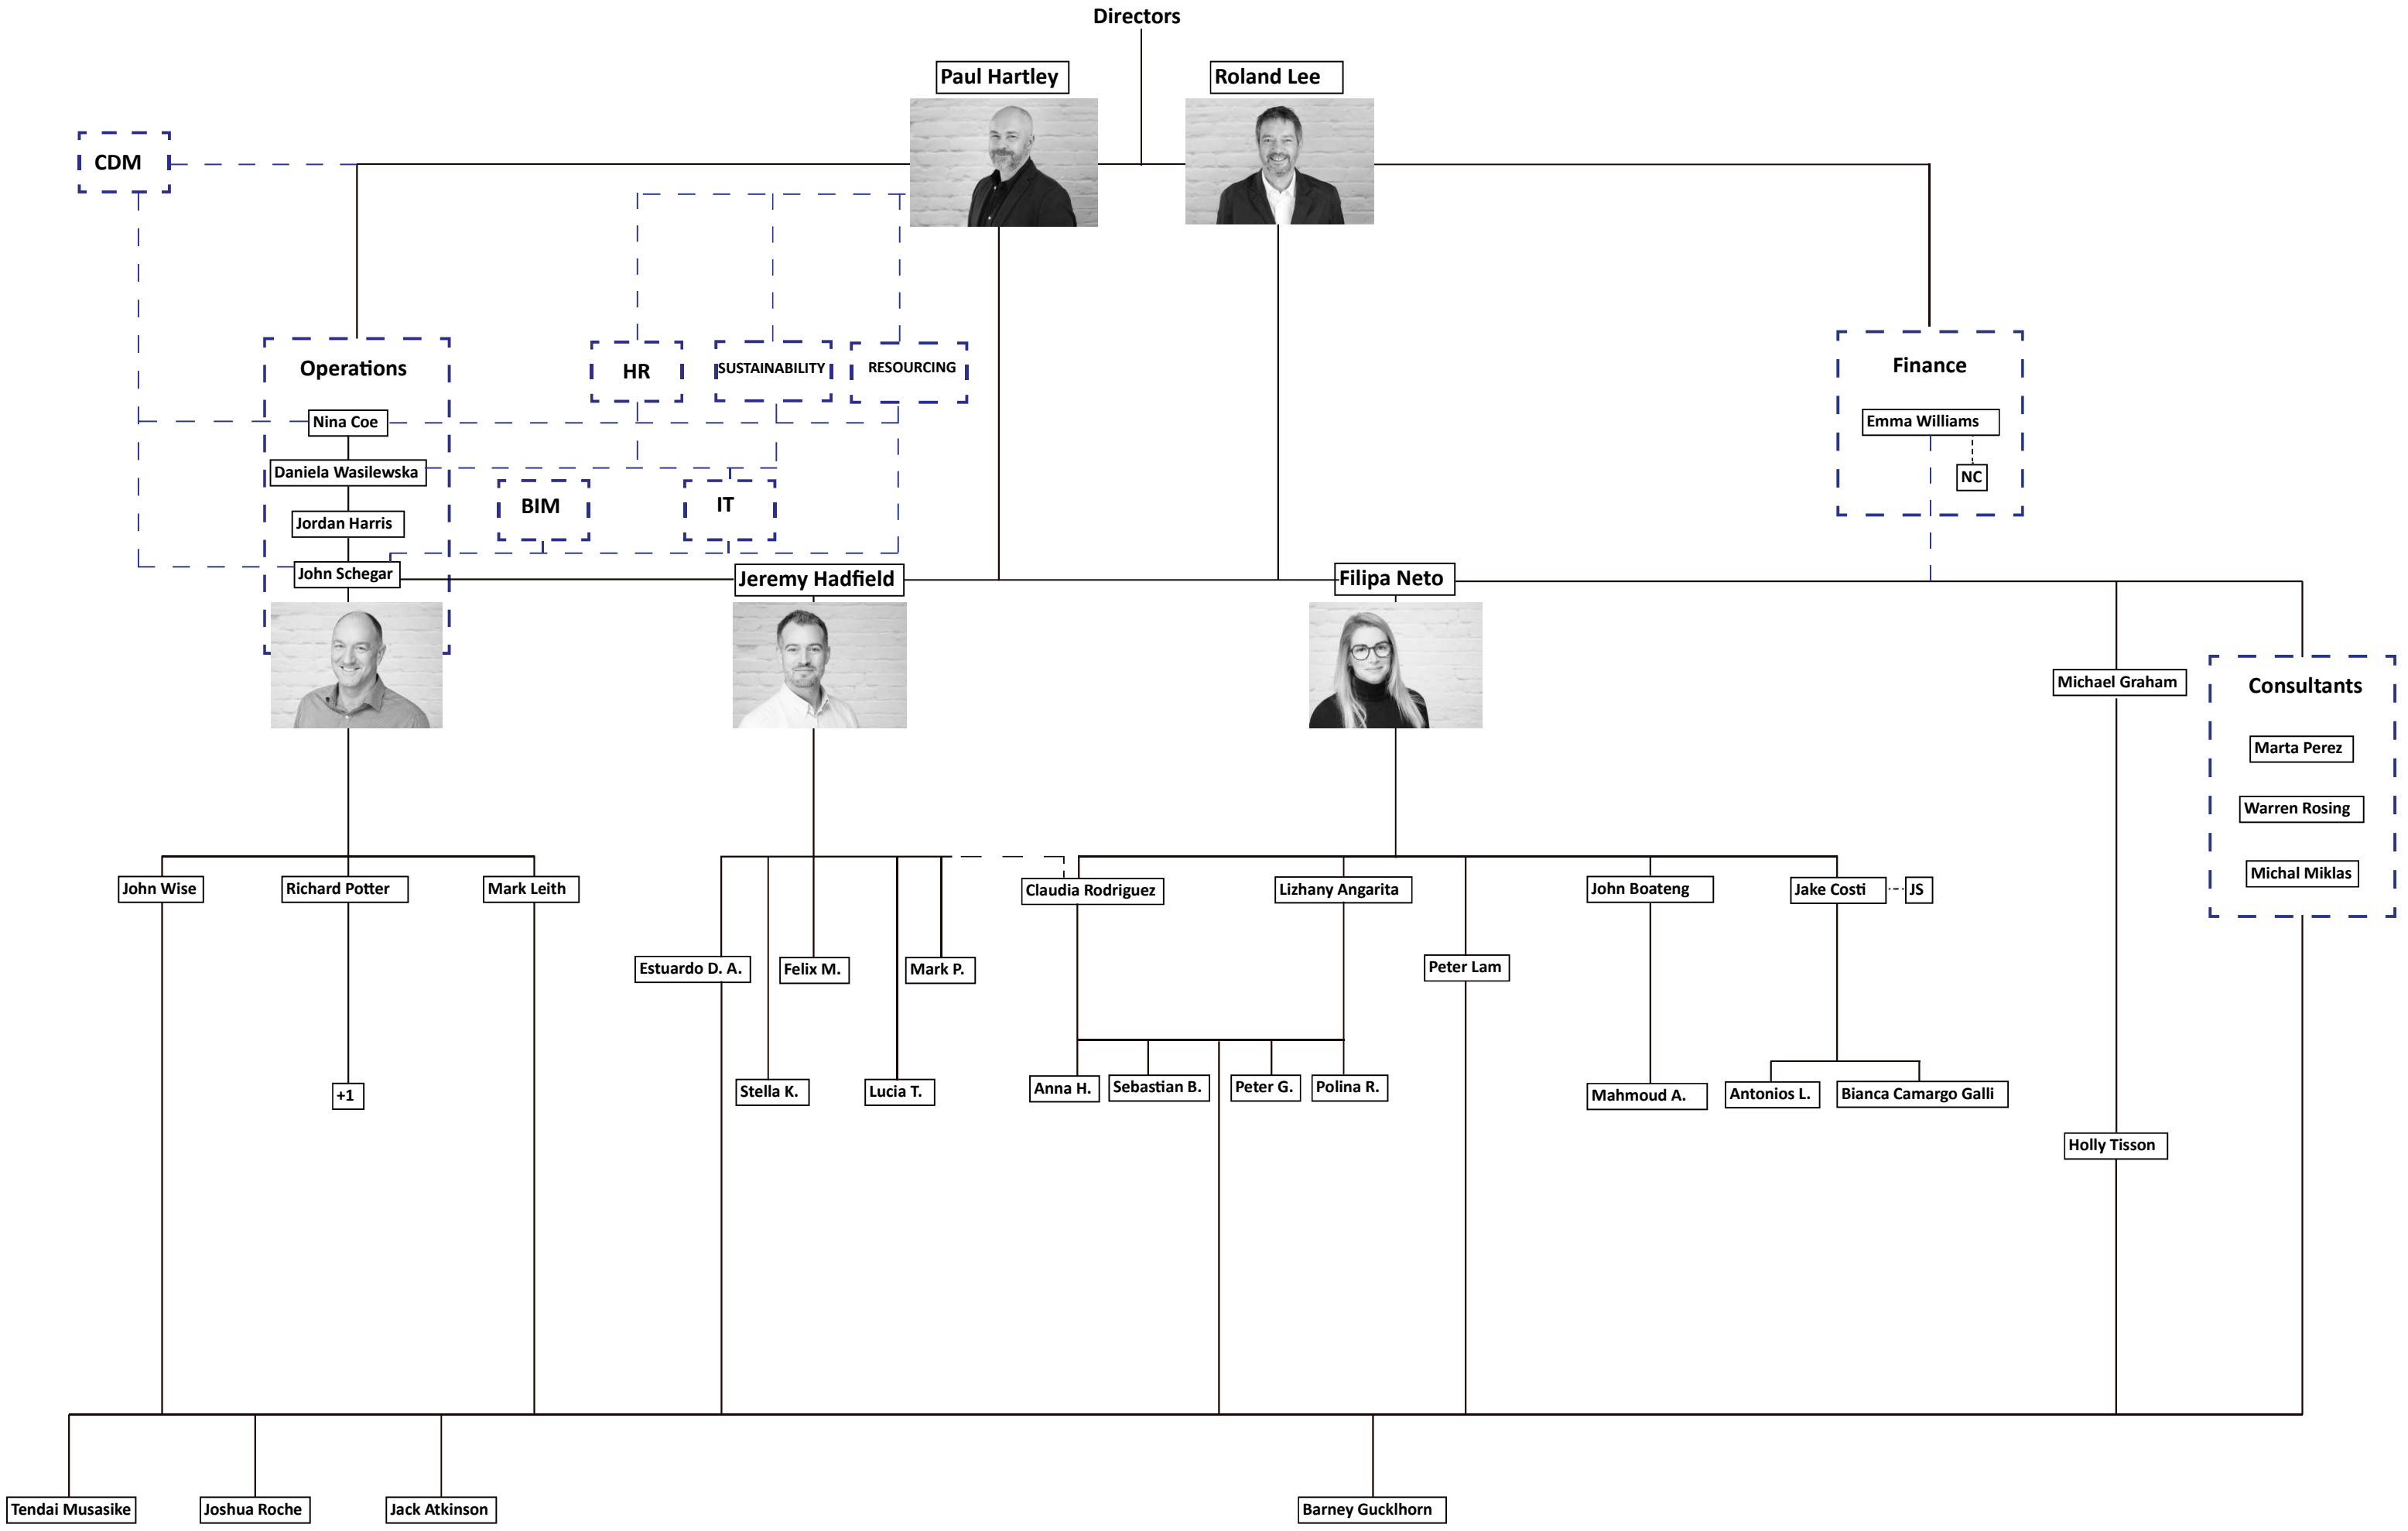 Directors
Paul Hartley
Roland Lee
CDM
Operations
HR
SUSTAINABILITY
RESOURCING
Finance
Nina Coe
Emma Williams
Daniela Wasilewska
NC
BIM
IT
Jordan Harris
John Schegar
Jeremy Hadfield
Filipa Neto
Michael Graham
Consultants
Marta Perez
Warren Rosing
Michal Miklas
John Wise
Richard Potter
Mark Leith
Claudia Rodriguez
Lizhany Angarita
John Boateng
Jake Costi
JS
Estuardo D. A.
Felix M.
Mark P.
Peter Lam
+1
Stella K.
Lucia T.
Anna H.
Sebastian B.
Peter G.
Polina R.
Mahmoud A.
Antonios L.
Bianca Camargo Galli
Holly Tisson
Tendai Musasike
Joshua Roche
Jack Atkinson
Barney Gucklhorn